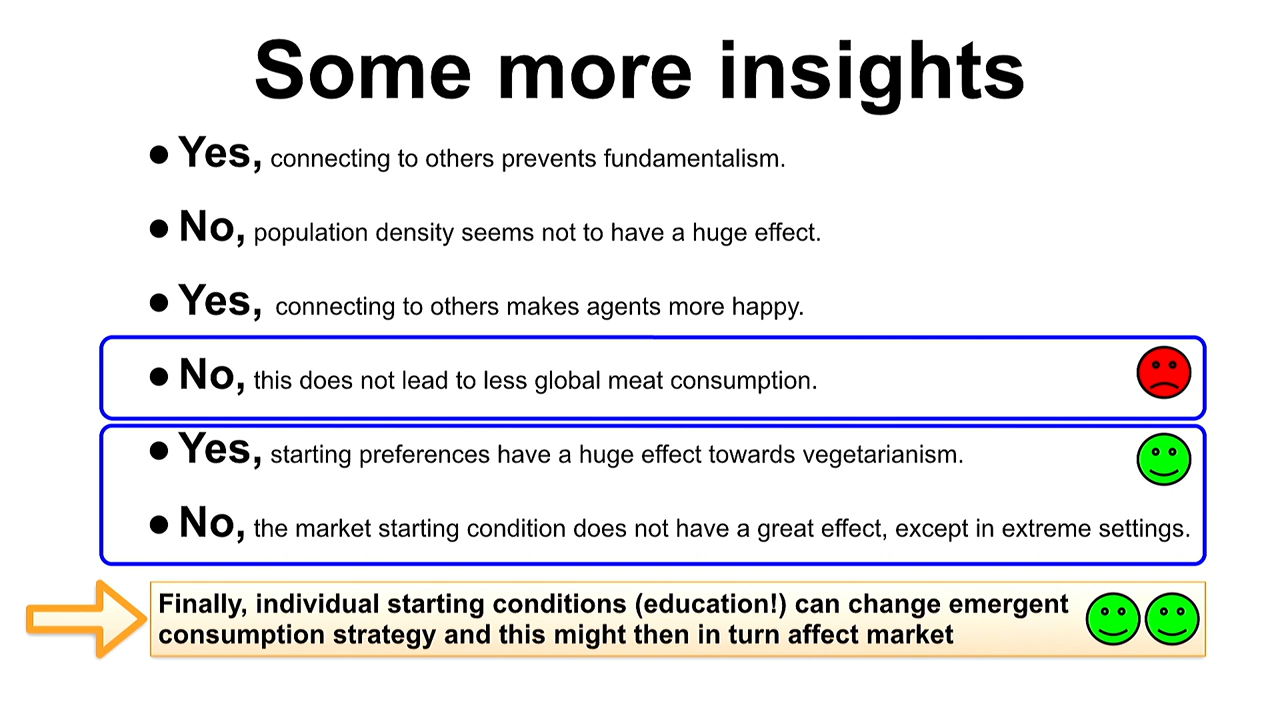 Some more insights
● Yes, connecting to others prevents fundamentalism.
● No, population density seems not to have a huge effect.
● Yes, connecting to others makes agents more happy.
● No, this does not lead to less global meat consumption.
● Yes, starting preferences have a huge effect towards vegetarianism.
● No, the market starting condition does not have a great effect, except in extreme settings.
Finally, individual starting conditions (education!) can change emergent
consumption strategy and this might then in turn affect market